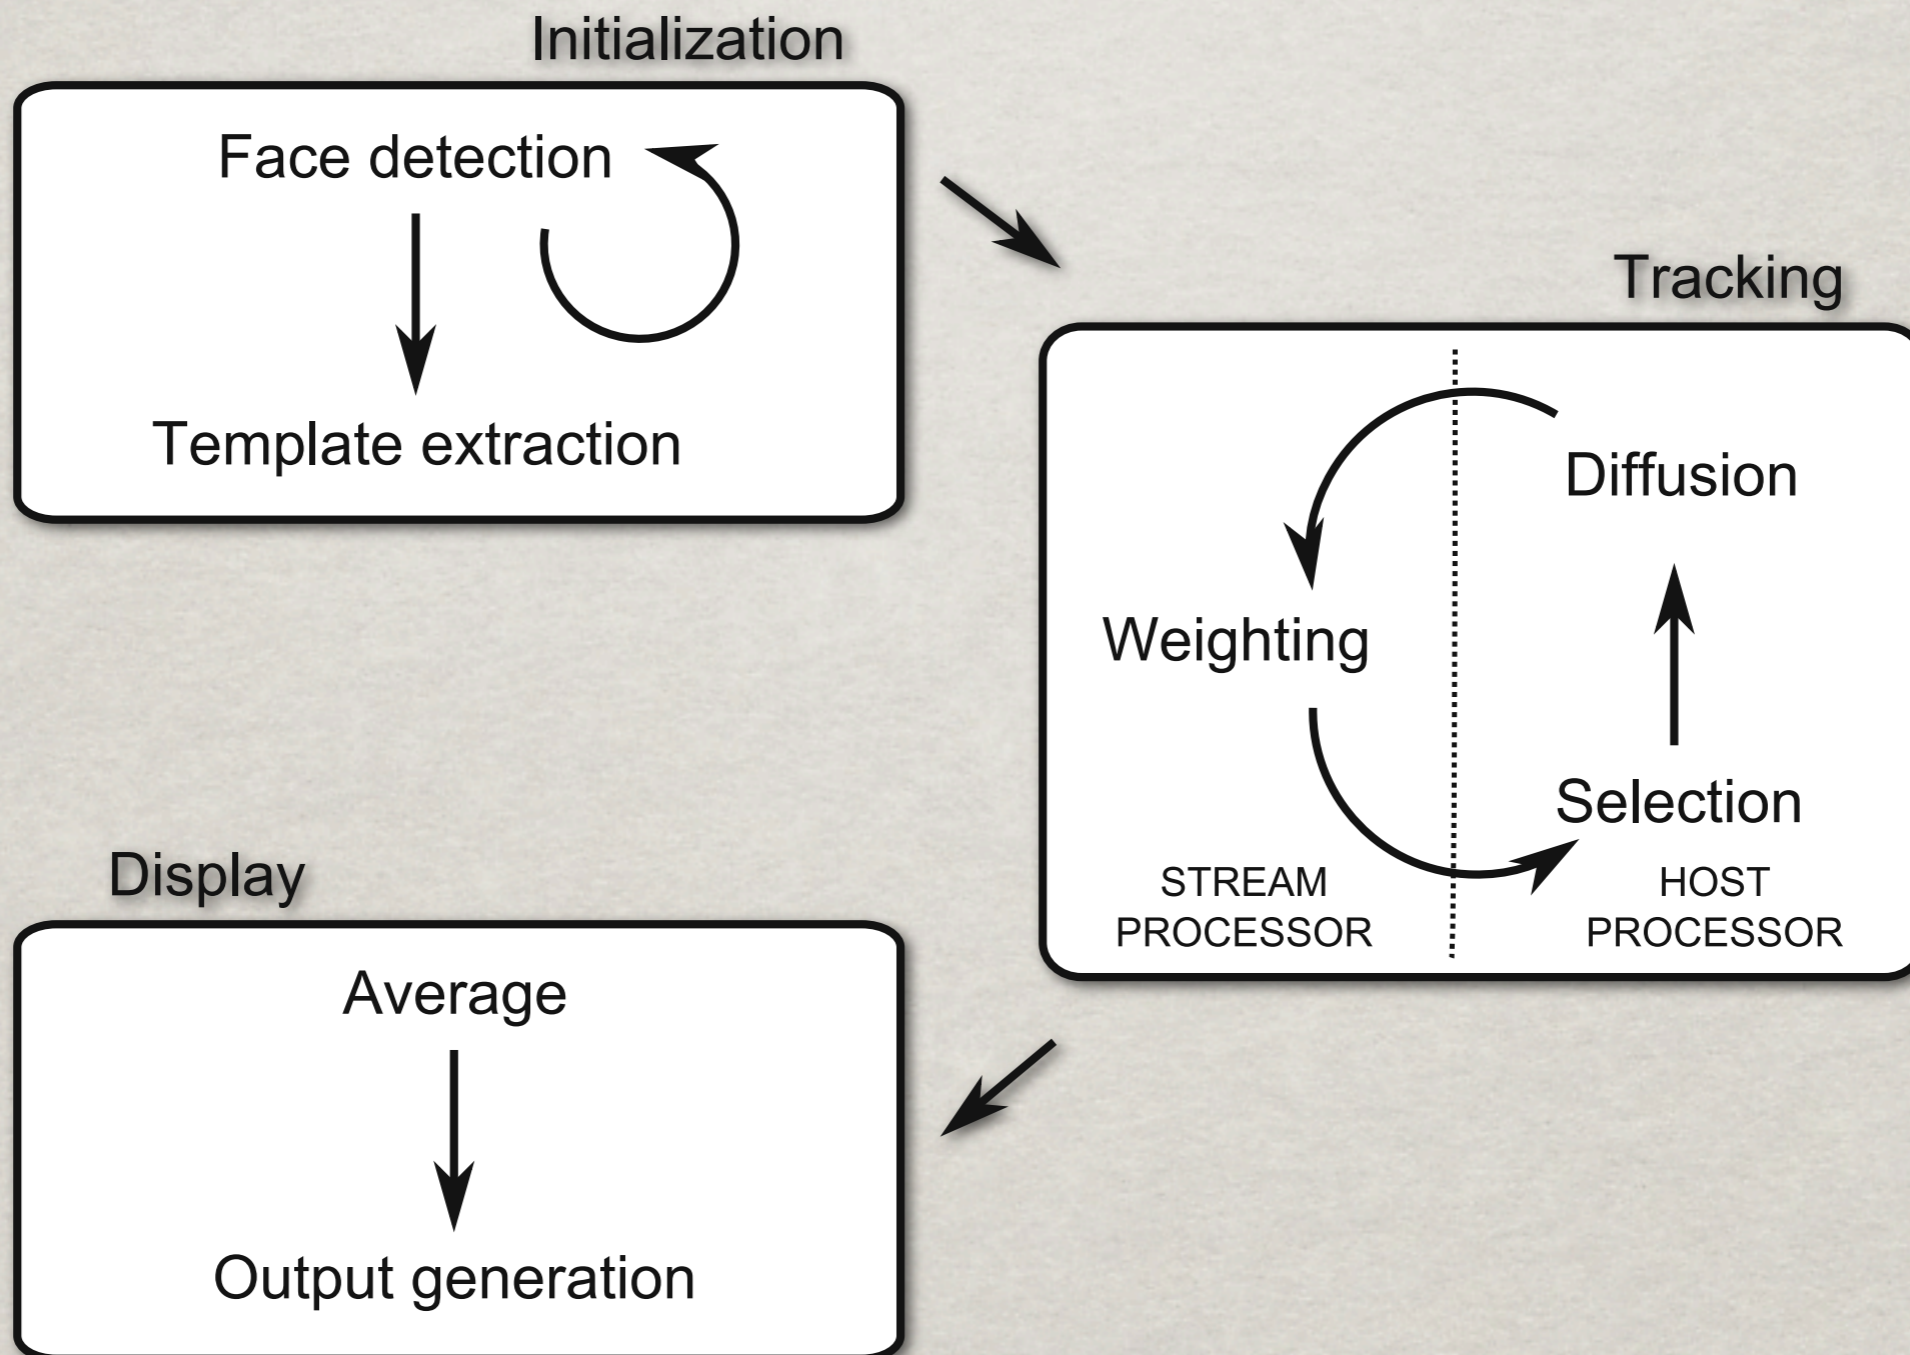 Initialization
Face detection
Template extraction
Tracking
Diffusion
Weighting
Selection
STREAM
PROCESSOR
HOST
PROCESSOR
Display
Average
Output generation